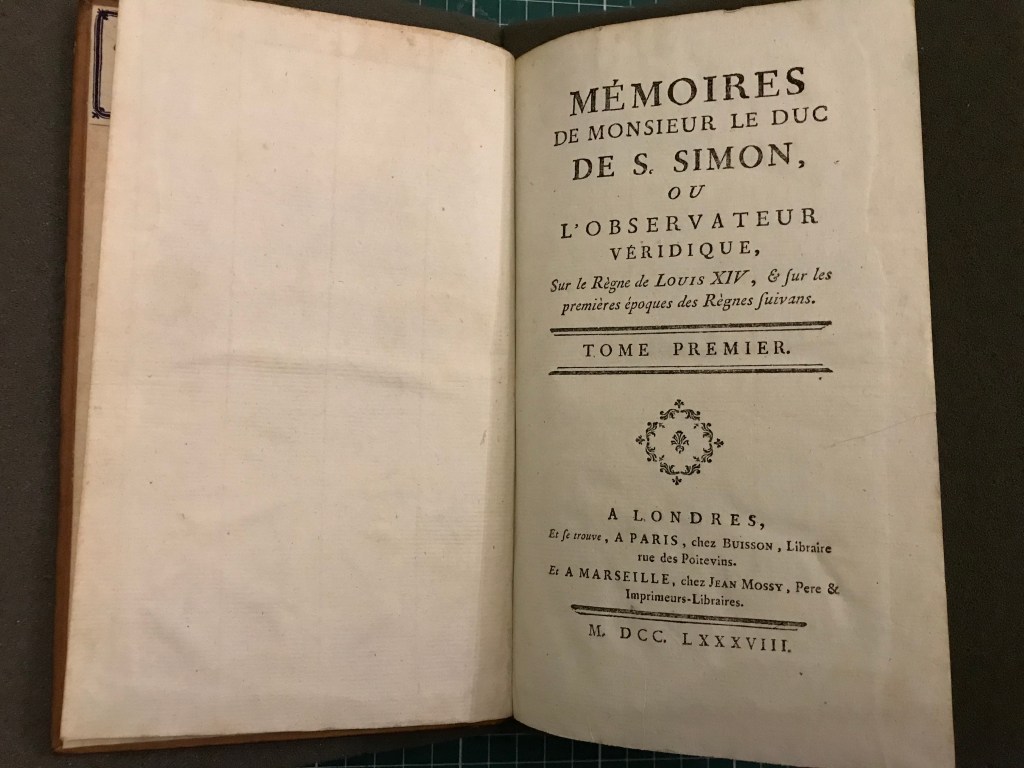 MÉMOIRES
DE MONSIEUR LE DUC
DE S. SIMON,
OU
L'OBSERVATEUR
VÉRIDIQUE,
Sur le Règne de LOUIS XIV, & ſur les
premières époques des Règnes ſuivans.
TOME PREMIER.
A LONDRES,
Et ſe trouve, A PARIS, chez BUISSON, Libraire
rue des Poitevins.
Et A MARSEILLE, chez JEAN MOSSY, Pere &
Imprimeurs-Libraires.
M. DCC. LXXXVIII.